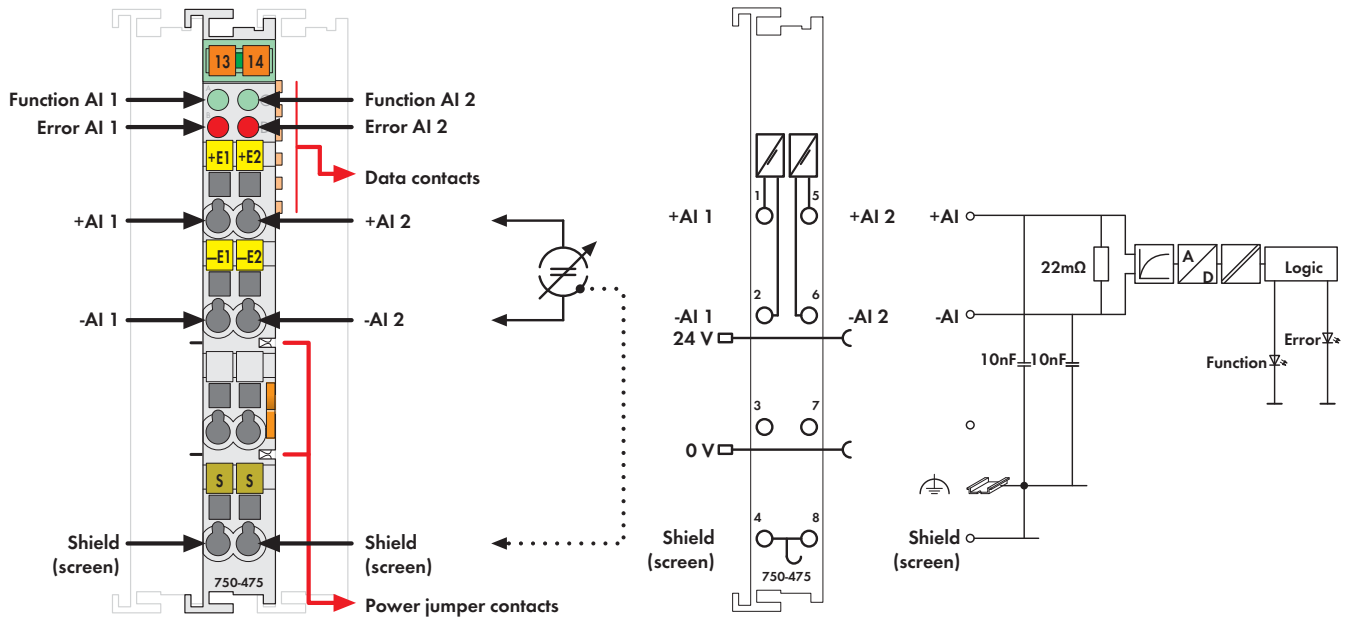 13 14
Function AI 1
Function AI 2
Error AI 1
Error AI 2
+E1 +E2
Data contacts
+AI 1
+AI 2
–E1 –E2
-AI 1
-AI 2
S S
Shield
(screen)
Shield
(screen)
750-475
Power jumper contacts
1
5
+AI 1
+AI 2
2
6
-AI 1
-AI 2
24 V
3
7
0 V
4
8
Shield
(screen)
750-475
+AI
22mΩ
A
D
Logic
-AI
10nF
10nF
Function
Error
Shield
(screen)